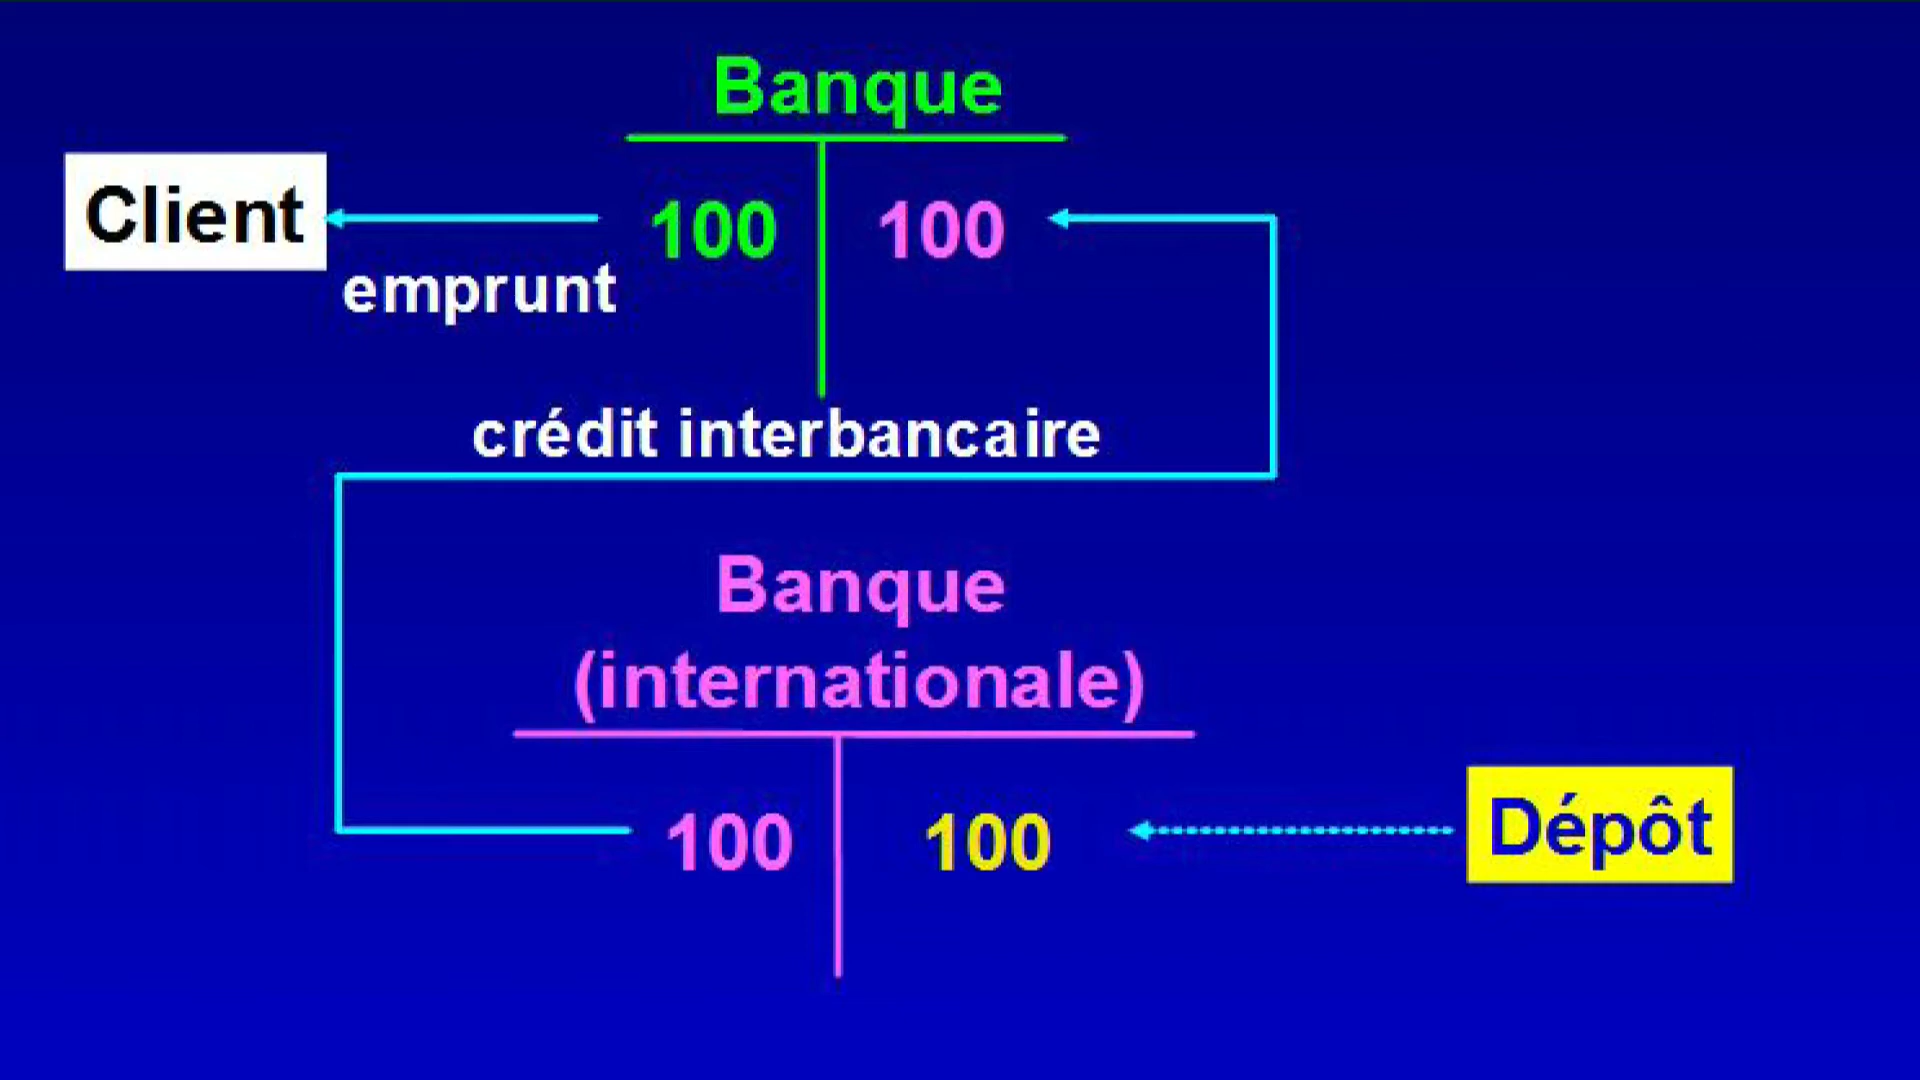 Banque
Client
100
100
emprunt
crédit interbancaire
Banque
(internationale)
100
100
Dépôt